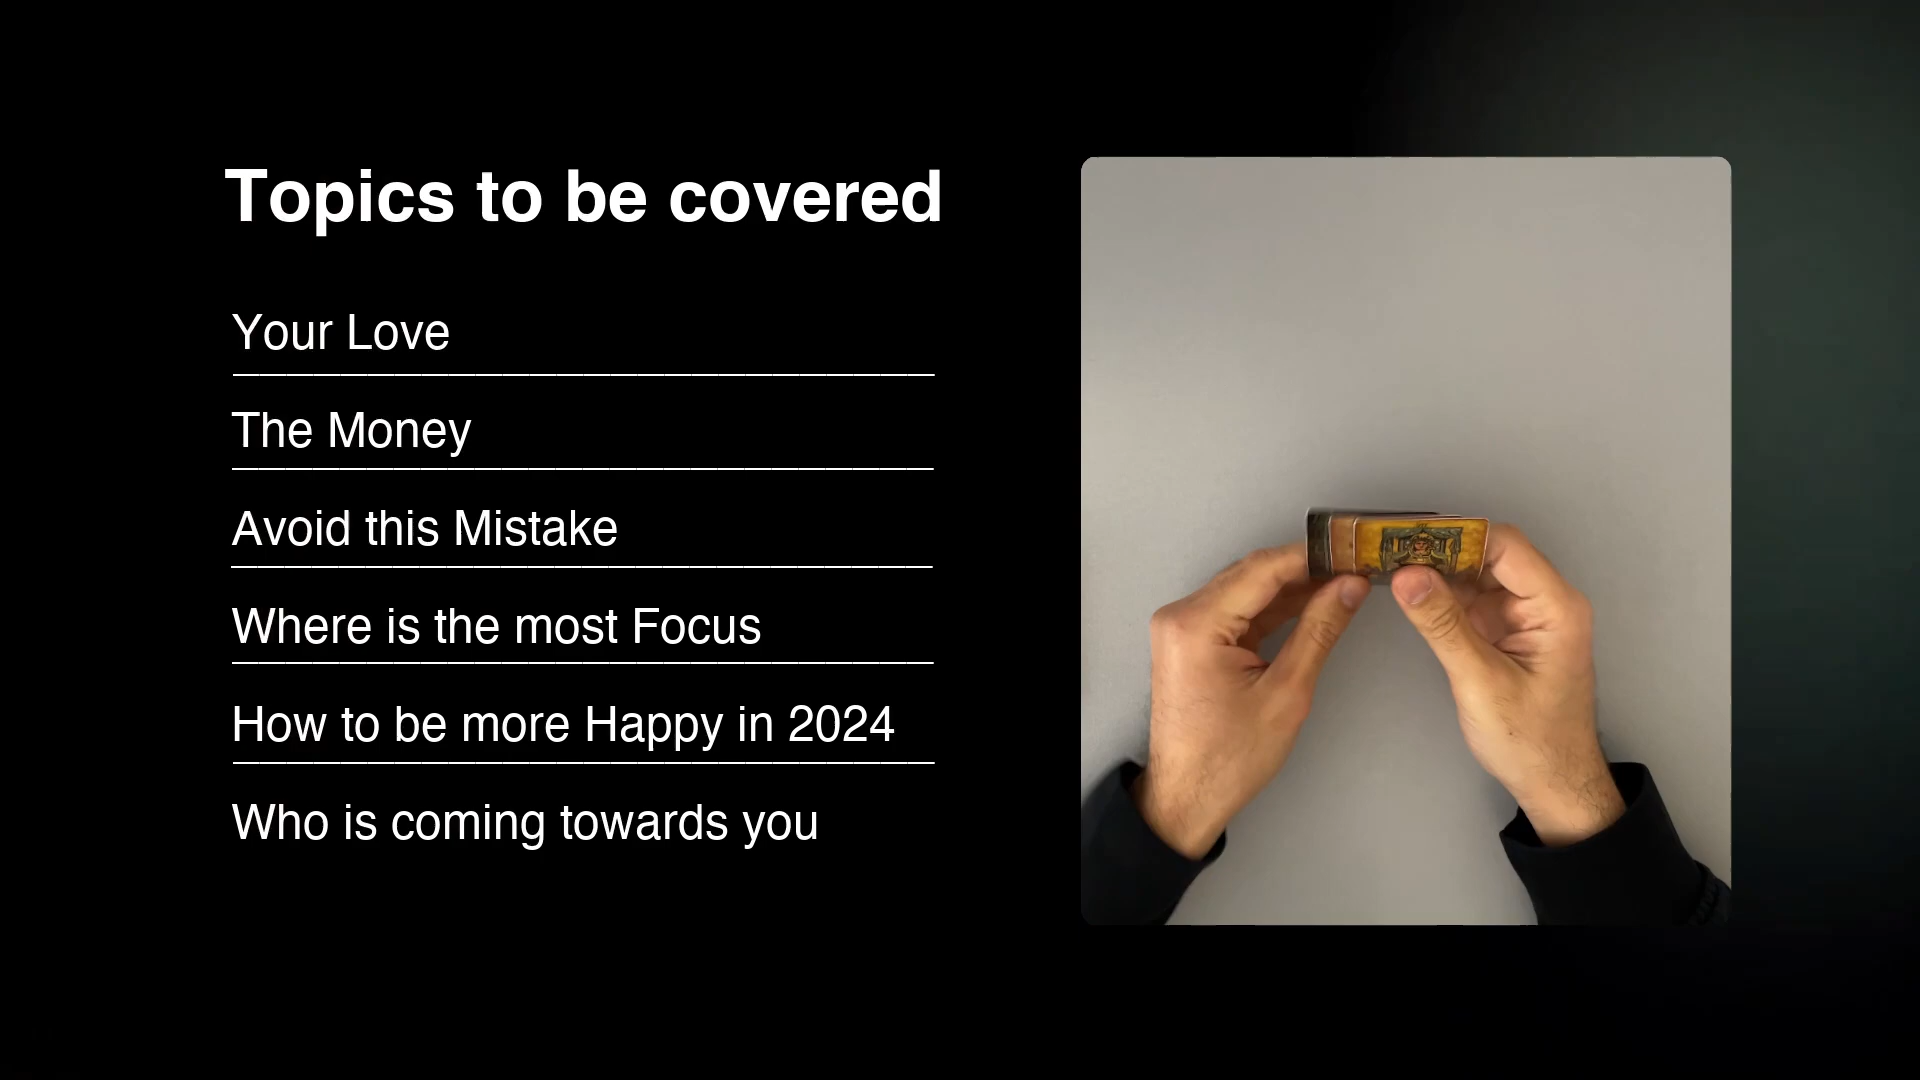 Topics to be covered
Your Love
The Money
Avoid this Mistake
Where is the most Focus
How to be more Happy in 2024
Who is coming towards you